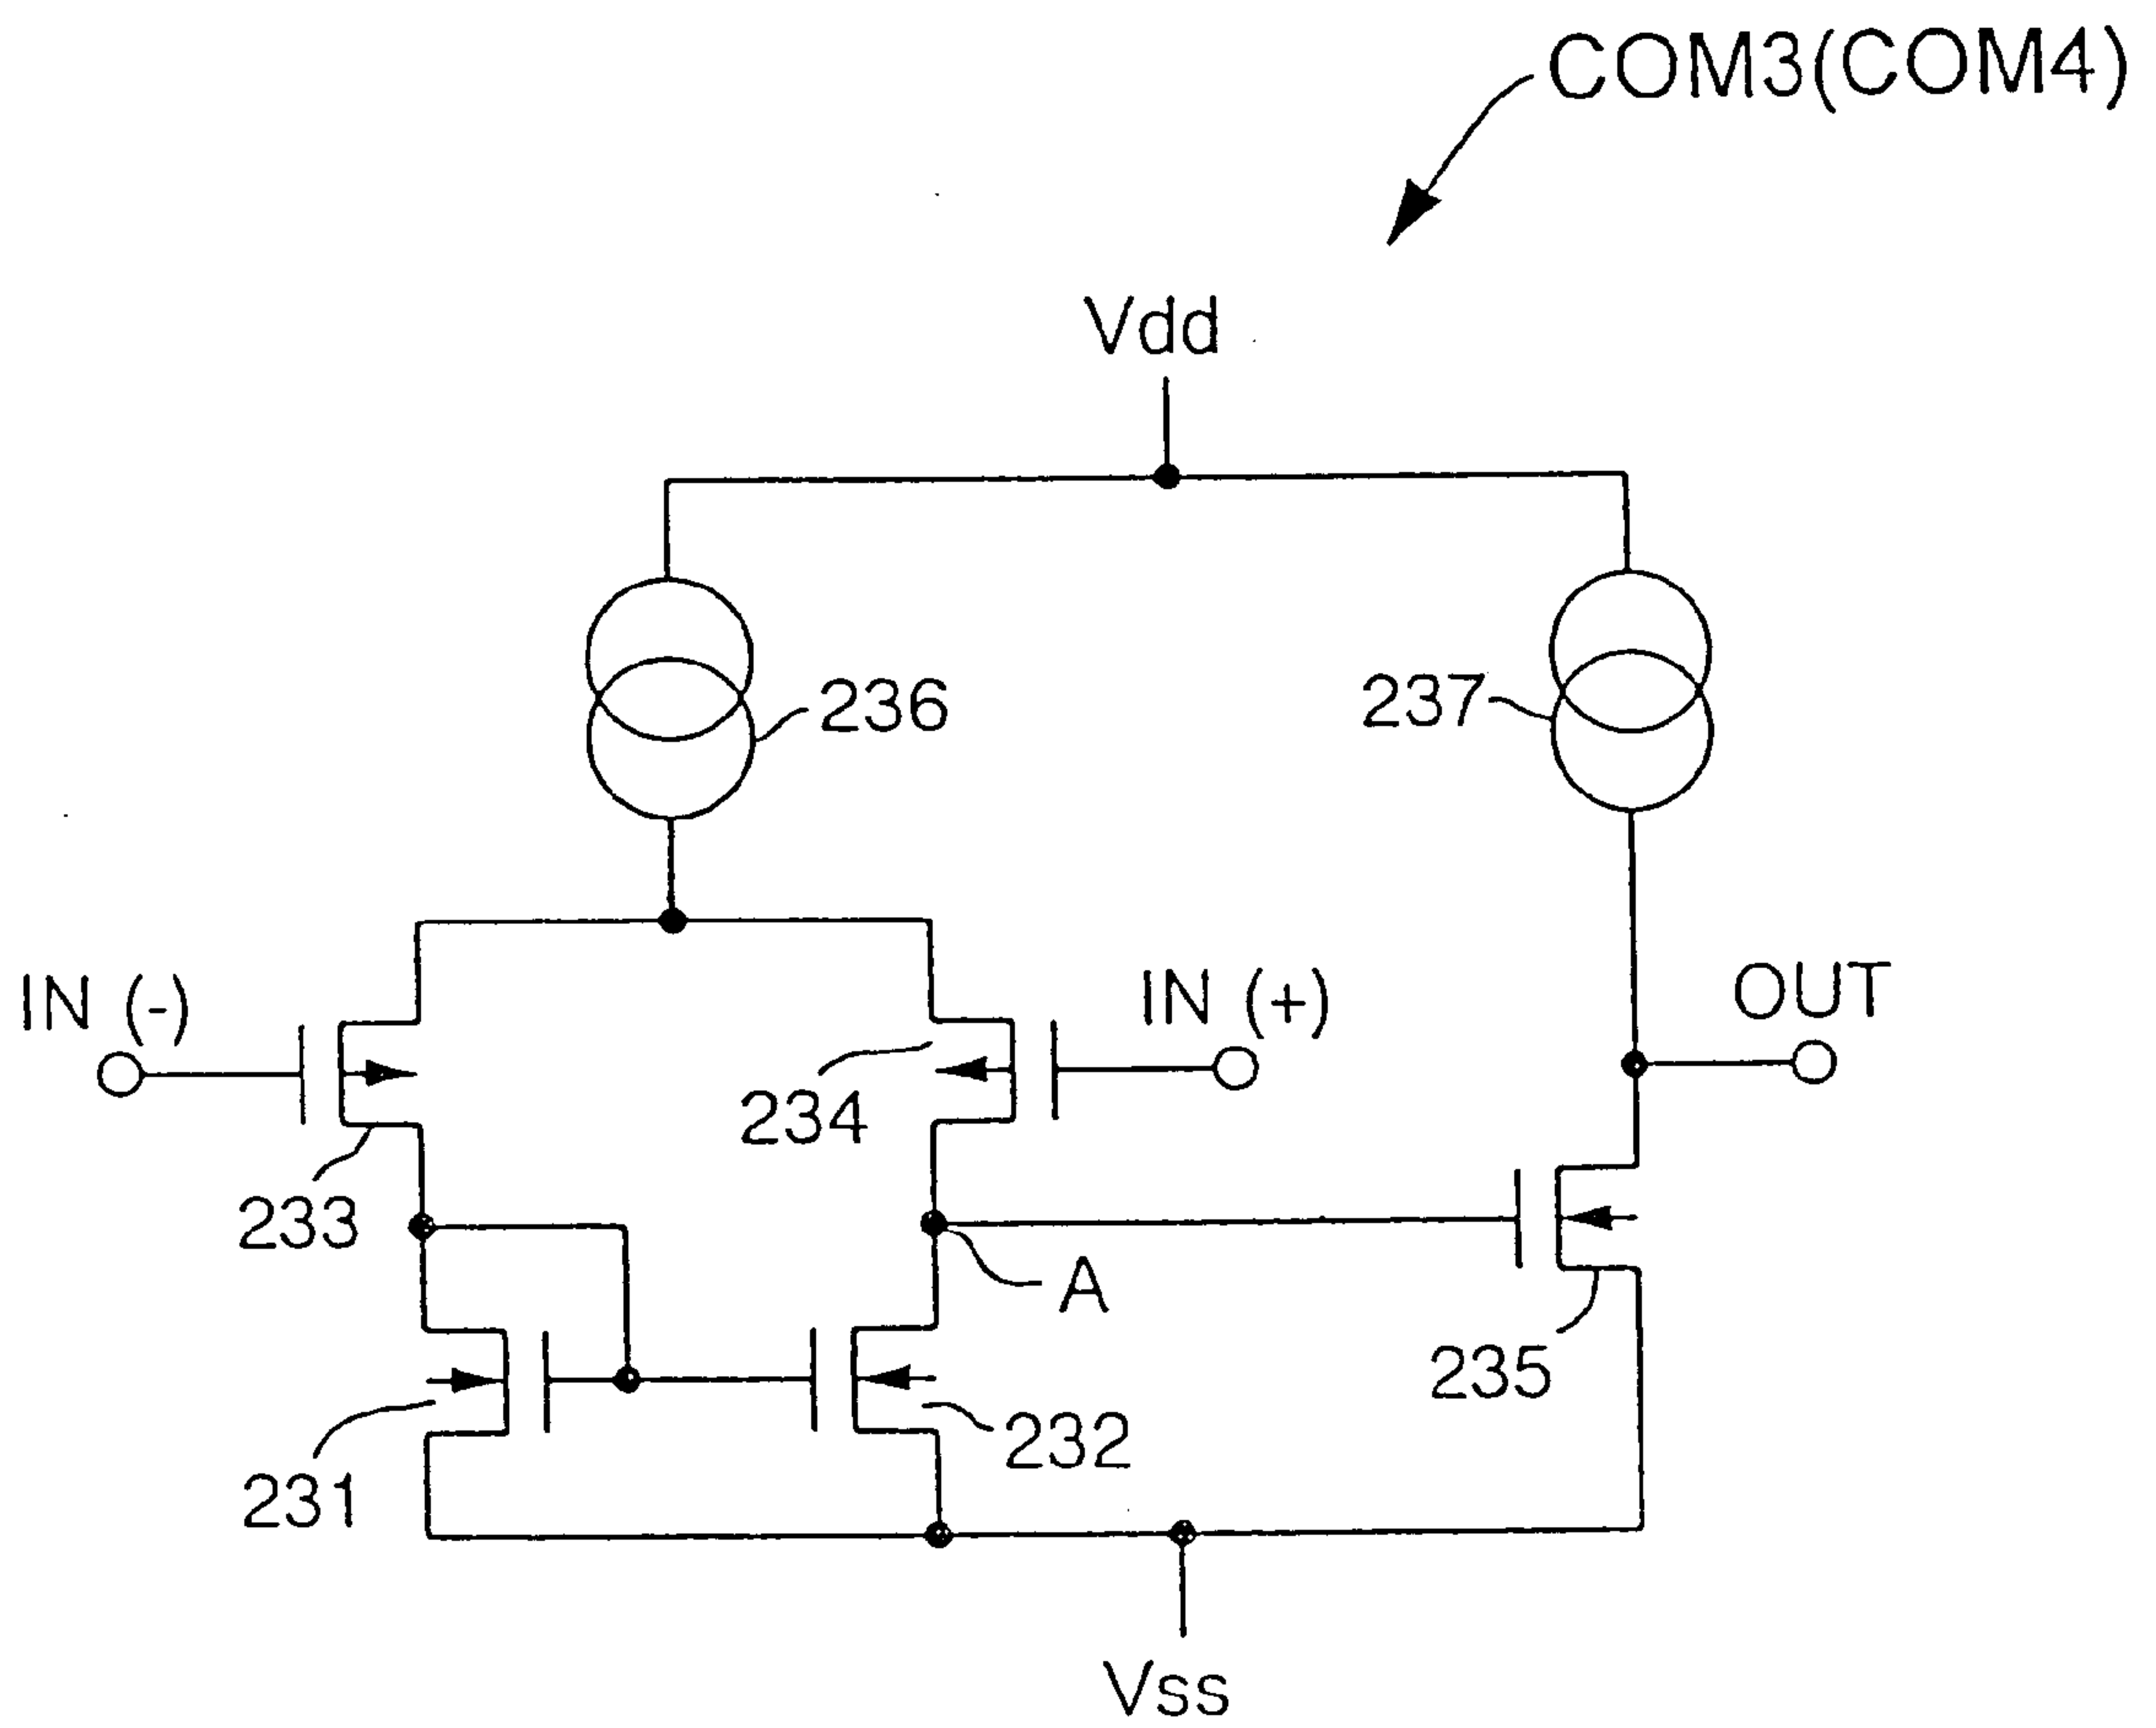 COM3(COM4)
Vdd
236
237
IN (-)
IN (+)
OUT
234
233
A
235
232
231
Vss